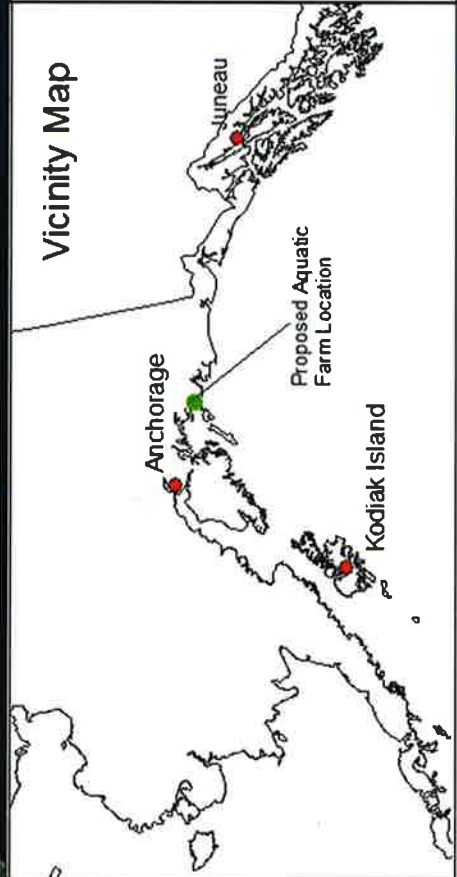 Vicinity Map
Juneau
Anchorage
Proposed Aquatic
Farm Location
Kodiak Island